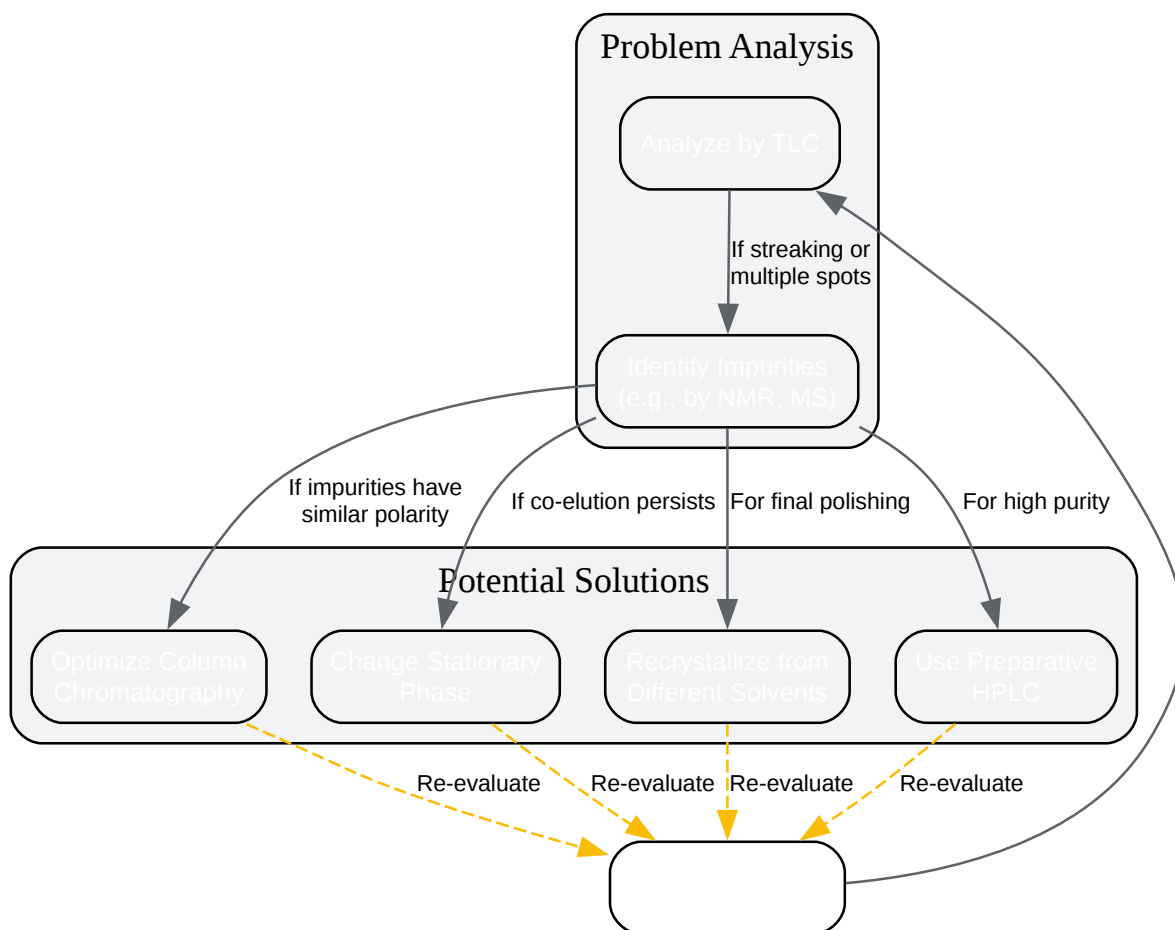 Problem Analysis
Analyze by TLC
If streaking or
multiple spots
Identify Impurities
(e.g., by NMR, MS)
If impurities have
similar polarity
If co-elution persists
For final polishing
For high purity
Potential Solutions
Optimize Column
Chromatography
Change Stationary
Phase
Recrystallize from
Different Solvents
Use Preparative
HPLC
Re-evaluate
Re-evaluate
Re-evaluate
Re-evaluate